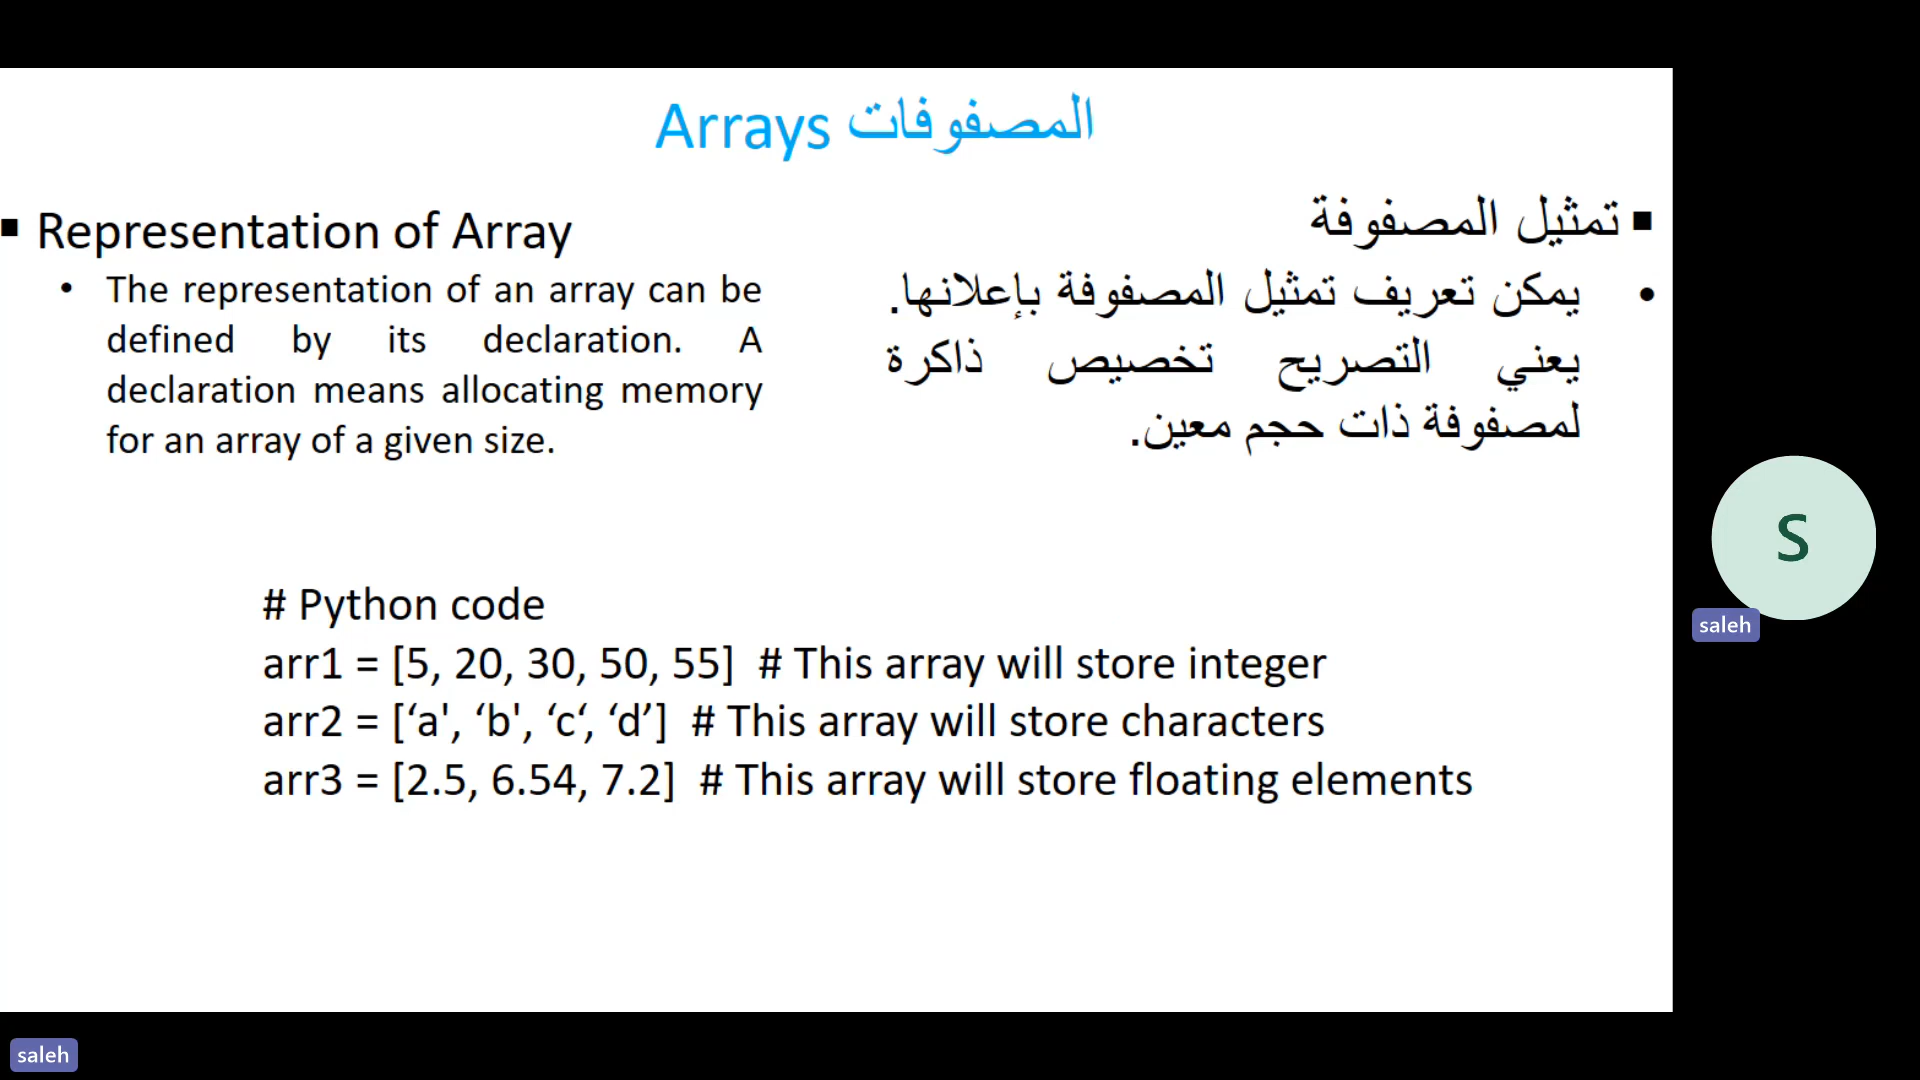 Arrays المصفوفات
▪ Representation of Array
• The representation of an array can be
defined by its declaration. A
declaration means allocating memory
for an array of a given size.
▪ تمثيل المصفوفة
• يمكن تعريف تمثيل المصفوفة بإعلانها.
يعني التصريح تخصيص ذاكرة
لمصفوفة ذات حجم معين.
# Python code
arr1 = [5, 20, 30, 50, 55]  # This array will store integer
arr2 = [‘a', ‘b', ‘c‘, ‘d’]  # This array will store characters
arr3 = [2.5, 6.54, 7.2]  # This array will store floating elements
S
saleh
saleh